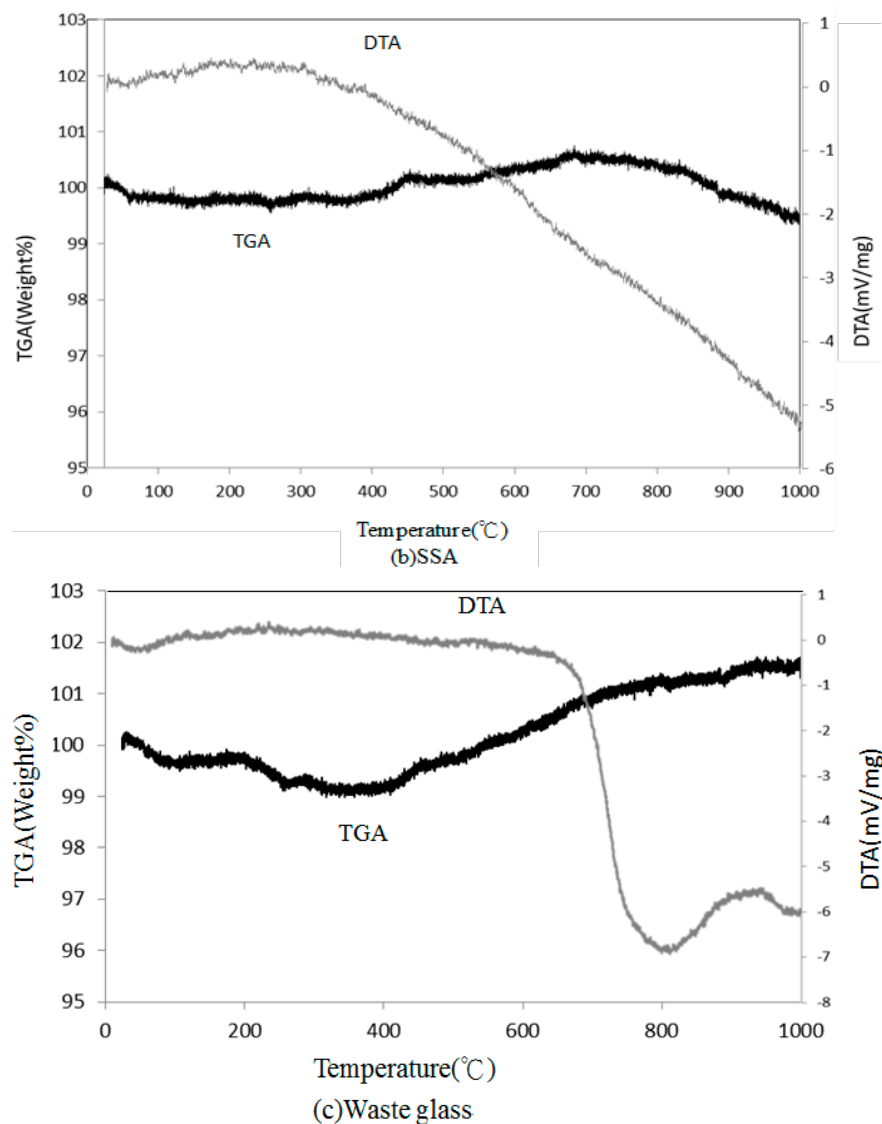 103
102
101
100
99
98
97
96
95
TGA(Weight%)
DTA
TGA
1
0
-1
-2
-3
-4
-5
-6
DTA(mV/mg)
0 100 200 300 400 500 600 700 800 900 1000
Temperature(℃)
(b)SSA
103
102
101
100
99
98
97
96
95
TGA(Weight%)
DTA
TGA
1
0
-1
-2
-3
-4
-5
-6
-7
-8
DTA(mV/mg)
0 200 400 600 800 1000
Temperature(℃)
(c)Waste glass